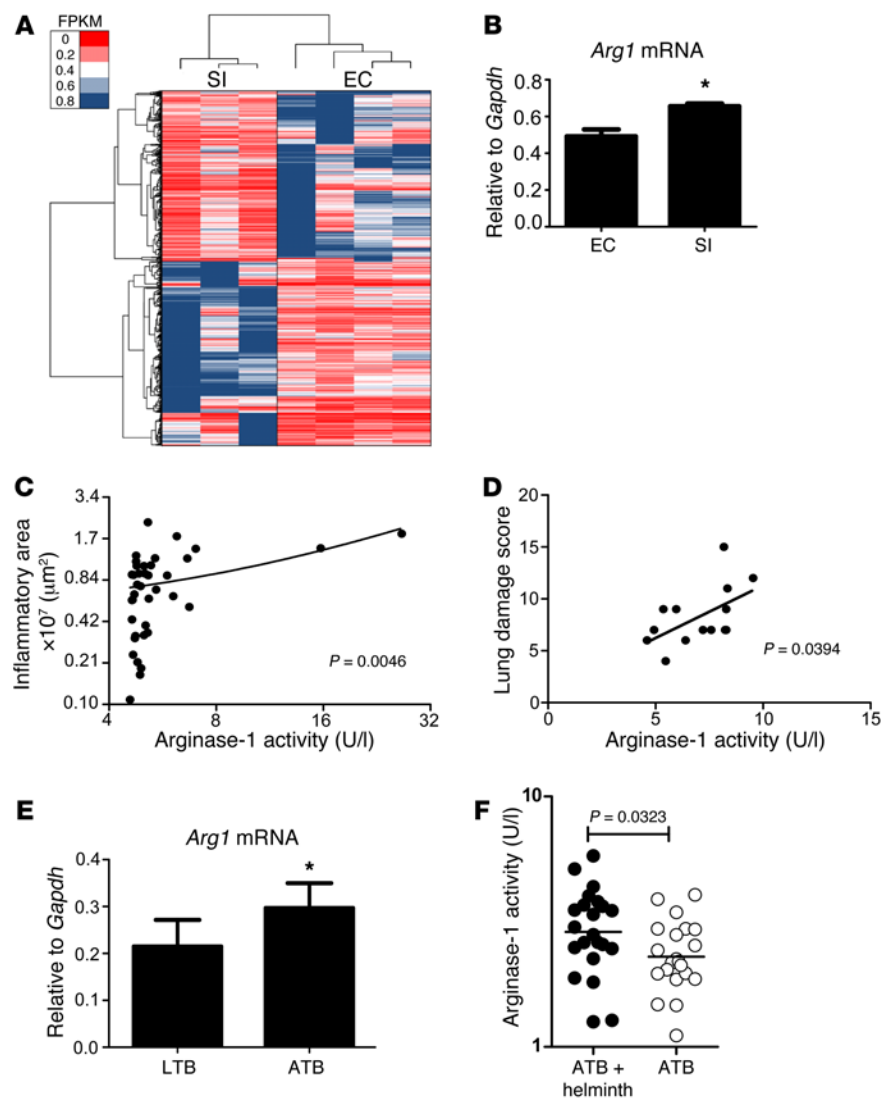 A
FPKM
0
0.2
0.4
0.6
0.8
SI
EC
B
Arg1 mRNA
*
Relative to Gapdh
0.8
0.6
0.4
0.2
0.0
EC
SI
C
Inflammatory area
×10⁷ (μm²)
3.4
1.7
0.84
0.42
0.21
0.10
P = 0.0046
4
8
16
32
Arginase-1 activity (U/l)
D
Lung damage score
20
15
10
5
0
P = 0.0394
0
5
10
15
Arginase-1 activity (U/l)
E
Arg1 mRNA
*
Relative to Gapdh
0.4
0.3
0.2
0.1
0.0
LTB
ATB
F
Arginase-1 activity (U/l)
10
1
P = 0.0323
ATB +
helminth
ATB